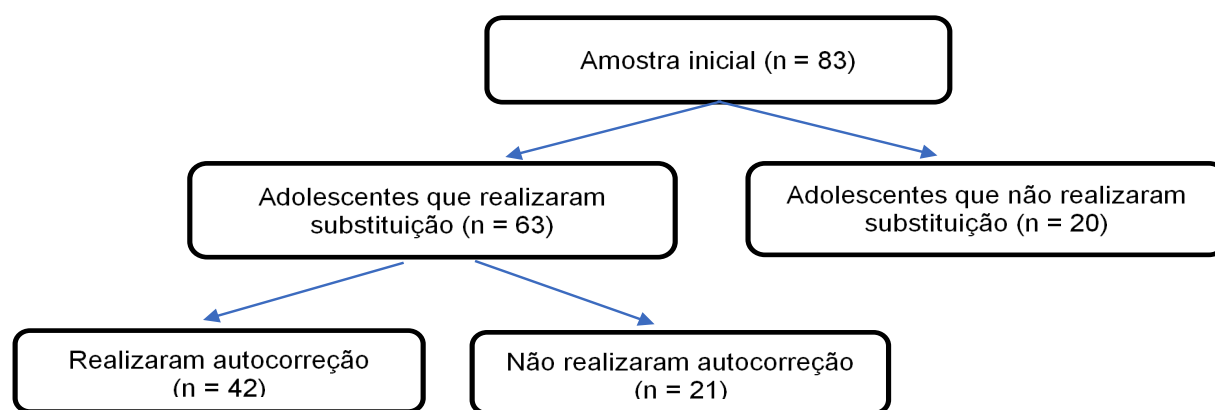 Amostra inicial (n = 83)
Adolescentes que realizaram
substituição (n = 63)
Adolescentes que não realizaram
substituição (n = 20)
Realizaram autocorreção
(n = 42)
Não realizaram autocorreção
(n = 21)